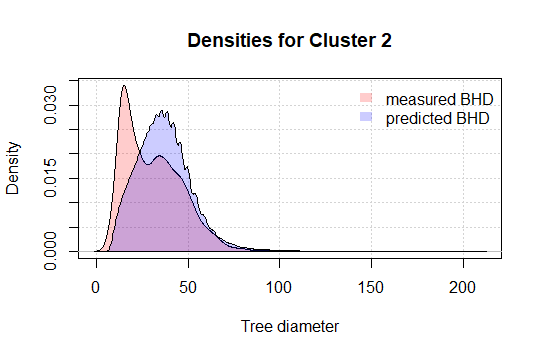 Densities for Cluster 2
measured BHD
predicted BHD
Density
0.030
0.015
0.000
0 50 100 150 200
Tree diameter